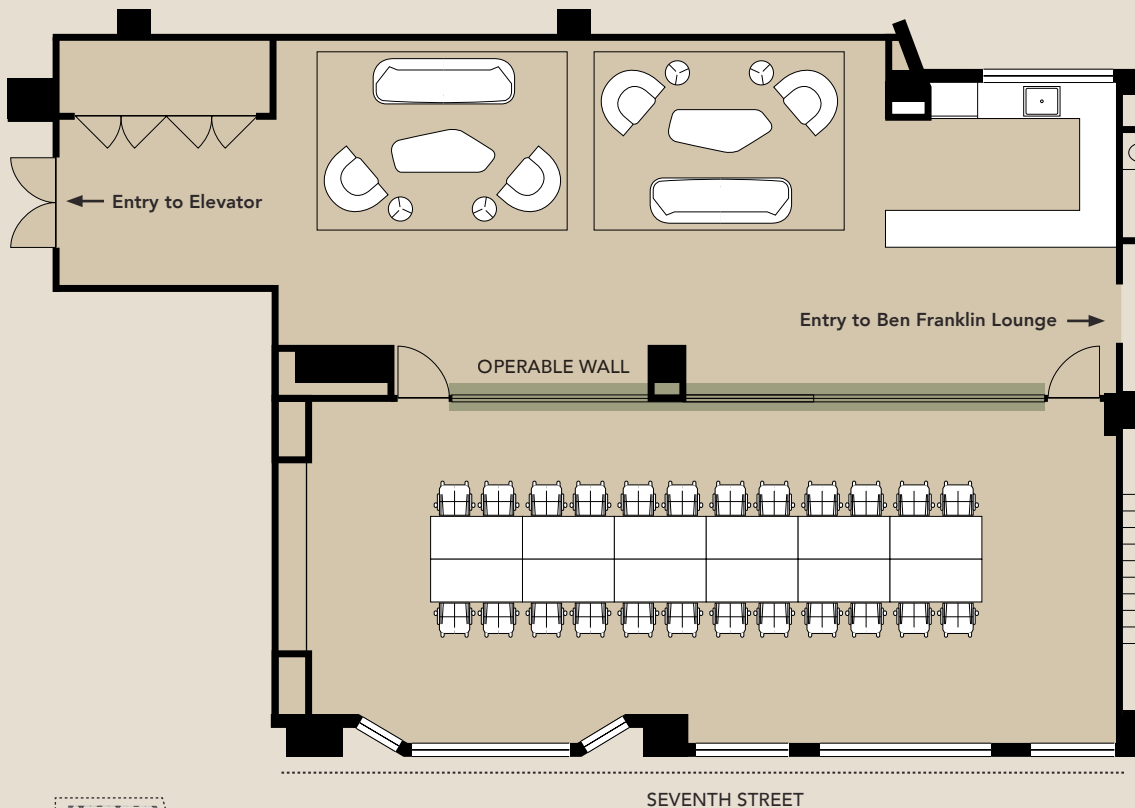 Entry to Elevator
Entry to Ben Franklin Lounge
OPERABLE WALL
SEVENTH STREET